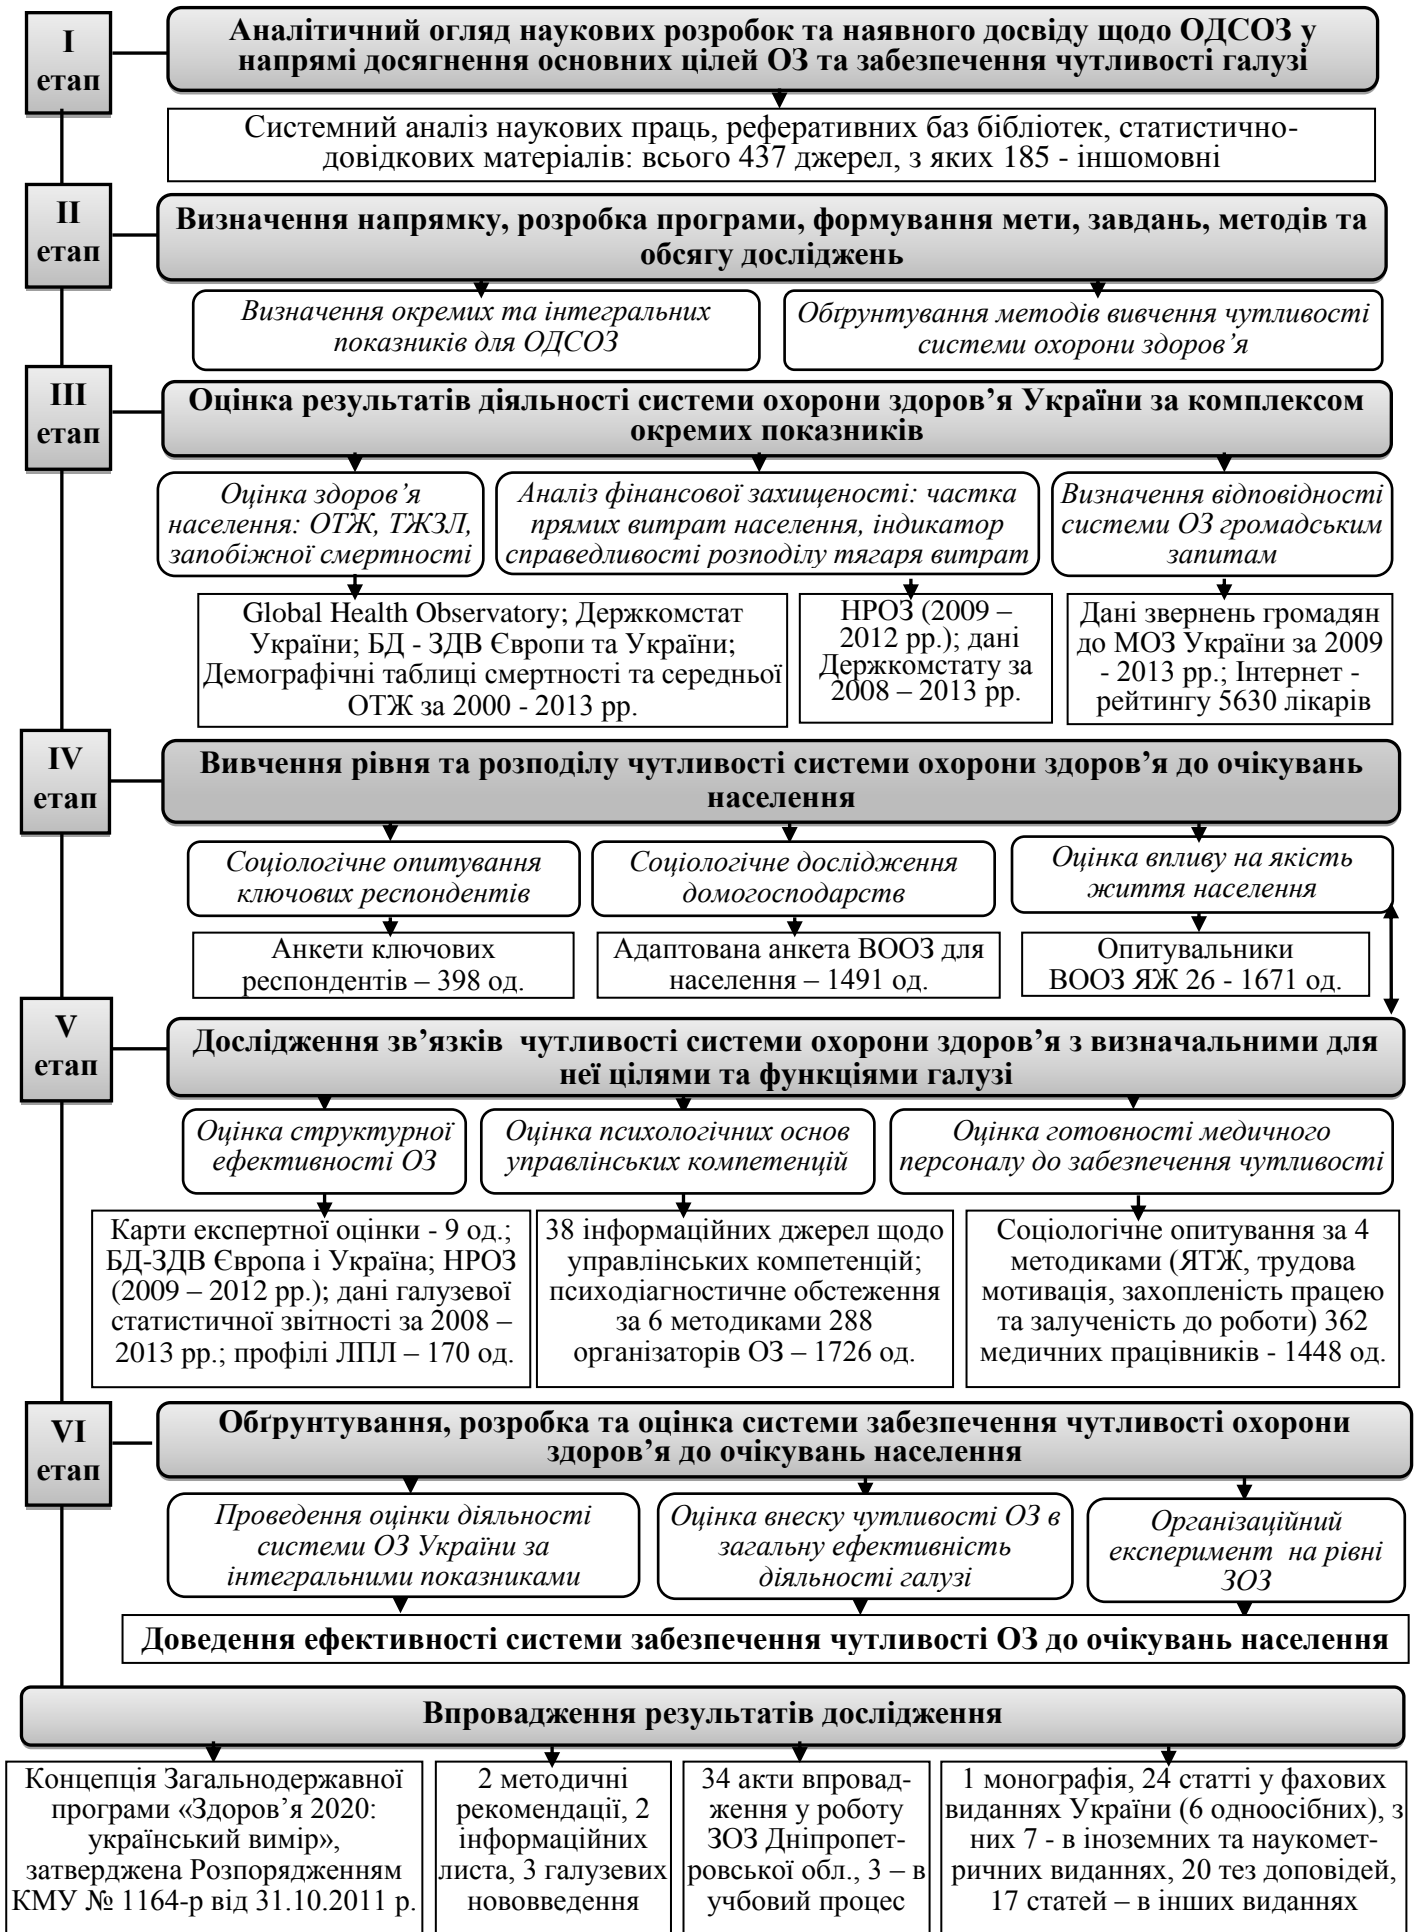 I
етап
Аналітичний огляд наукових розробок та наявного досвіду щодо ОДСОЗ у
напрямі досягнення основних цілей ОЗ та забезпечення чутливості галузі
Системний аналіз наукових праць, реферативних баз бібліотек, статистично-
довідкових матеріалів: всього 437 джерел, з яких 185 - іншомовні
II
етап
Визначення напрямку, розробка програми, формування мети, завдань, методів та
обсягу досліджень
Визначення окремих та інтегральних
показників для ОДСОЗ
Обґрунтування методів вивчення чутливості
системи охорони здоров’я
III
етап
Оцінка результатів діяльності системи охорони здоров’я України за комплексом
окремих показників
Оцінка здоров’я
населення: ОТЖ, ТЖЗЛ,
запобіжної смертності
Аналіз фінансової захищеності: частка
прямих витрат населення, індикатор
справедливості розподілу тягаря витрат
Визначення відповідності
системи ОЗ громадським
запитам
Global Health Observatory; Держкомстат
України; БД - ЗДВ Європи та України;
Демографічні таблиці смертності та середньої
ОТЖ за 2000 - 2013 рр.
НРОЗ (2009 –
2012 рр.); дані
Держкомстату за
2008 – 2013 рр.
Дані звернень громадян
до МОЗ України за 2009
- 2013 рр.; Інтернет -
рейтингу 5630 лікарів
IV
етап
Вивчення рівня та розподілу чутливості системи охорони здоров’я до очікувань
населення
Соціологічне опитування
ключових респондентів
Соціологічне дослідження
домогосподарств
Оцінка впливу на якість
життя населення
Анкети ключових
респондентів – 398 од.
Адаптована анкета ВООЗ для
населення – 1491 од.
Опитувальники
ВООЗ ЯЖ 26 - 1671 од.
V
етап
Дослідження зв’язків чутливості системи охорони здоров’я з визначальними для
неї цілями та функціями галузі
Оцінка структурної
ефективності ОЗ
Оцінка психологічних основ
управлінських компетенцій
Оцінка готовності медичного
персоналу до забезпечення чутливості
Карти експертної оцінки - 9 од.;
БД-ЗДВ Європа і Україна; НРОЗ
(2009 – 2012 рр.); дані галузевої
статистичної звітності за 2008 –
2013 рр.; профілі ЛПЛ – 170 од.
38 інформаційних джерел щодо
управлінських компетенцій;
психодіагностичне обстеження
за 6 методиками 288
організаторів ОЗ – 1726 од.
Соціологічне опитування за 4
методиками (ЯТЖ, трудова
мотивація, захопленість працею
та залученість до роботи) 362
медичних працівників - 1448 од.
VI
етап
Обґрунтування, розробка та оцінка системи забезпечення чутливості охорони
здоров’я до очікувань населення
Проведення оцінки діяльності
системи ОЗ України за
інтегральними показниками
Оцінка внеску чутливості ОЗ в
загальну ефективність
діяльності галузі
Організаційний
експеримент на рівні
ЗОЗ
Доведення ефективності системи забезпечення чутливості ОЗ до очікувань населення
Впровадження результатів дослідження
Концепція Загальнодержавної
програми «Здоров’я 2020:
український вимір»,
затверджена Розпорядженням
КМУ № 1164-р від 31.10.2011 р.
2 методичні
рекомендації, 2
інформаційних
листа, 3 галузевих
нововведення
34 акти впровад-
ження у роботу
ЗОЗ Дніпропет-
ровської обл., 3 – в
учбовий процес
1 монографія, 24 статті у фахових
виданнях України (6 одноосібних), з
них 7 - в іноземних та наукомет-
ричних виданнях, 20 тез доповідей,
17 статей – в інших виданнях